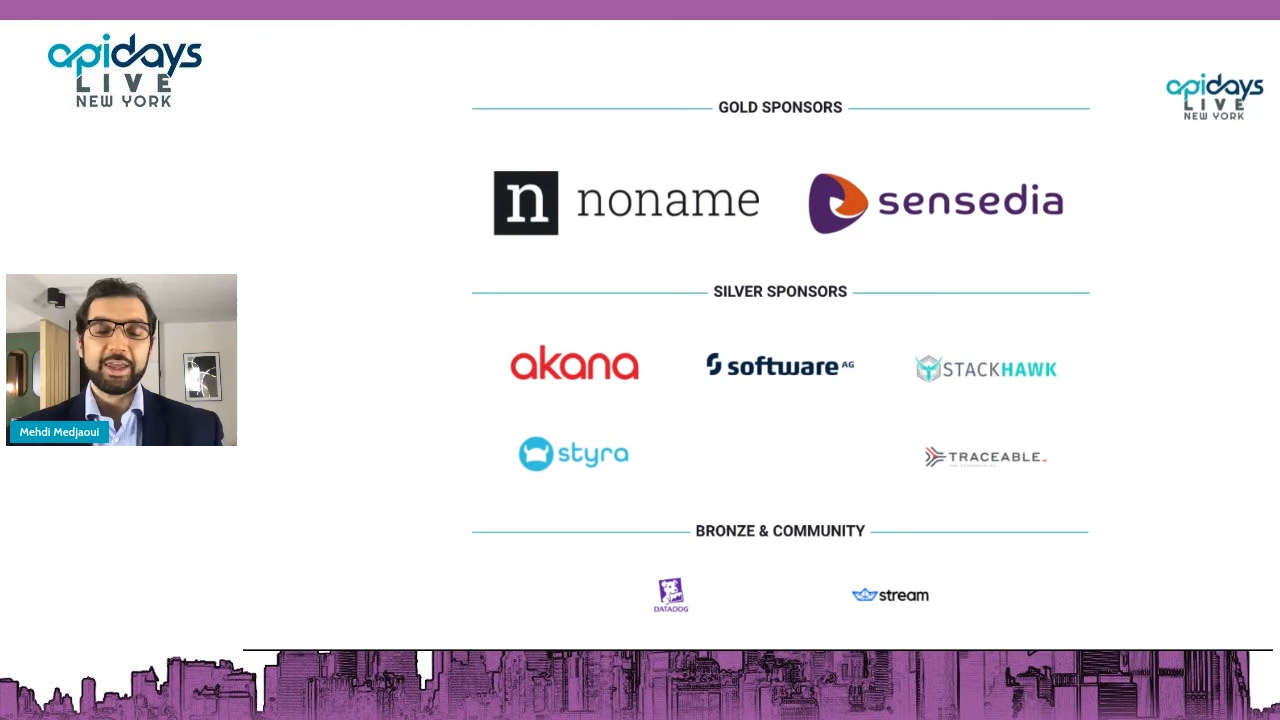 apidays
LIVE
NEW YORK
apidays
LIVE
NEW YORK
GOLD SPONSORS
n noname
sensedia
SILVER SPONSORS
akana
software AG
STACKHAWK
styra
TRACEABLE_
BRONZE & COMMUNITY
DATADOG
stream
Mehdi Medjaoui